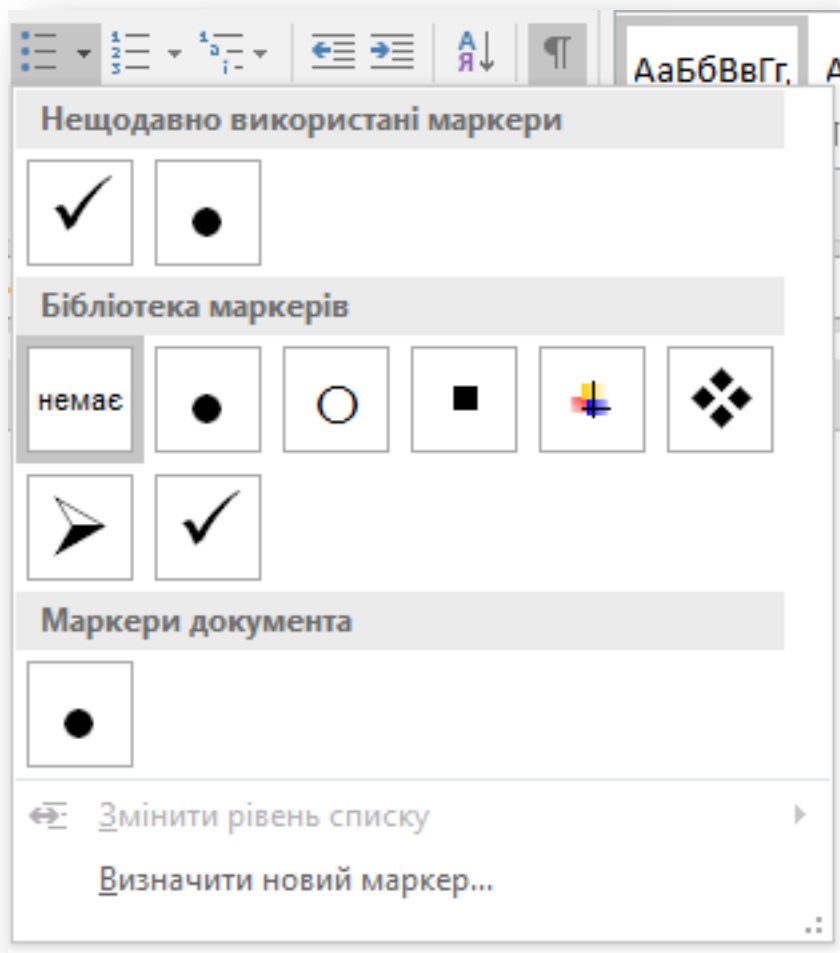 АаБбВвГг,
Нещодавно використані маркери
Бібліотека маркерів
немає
Маркери документа
Змінити рівень списку
Визначити новий маркер...